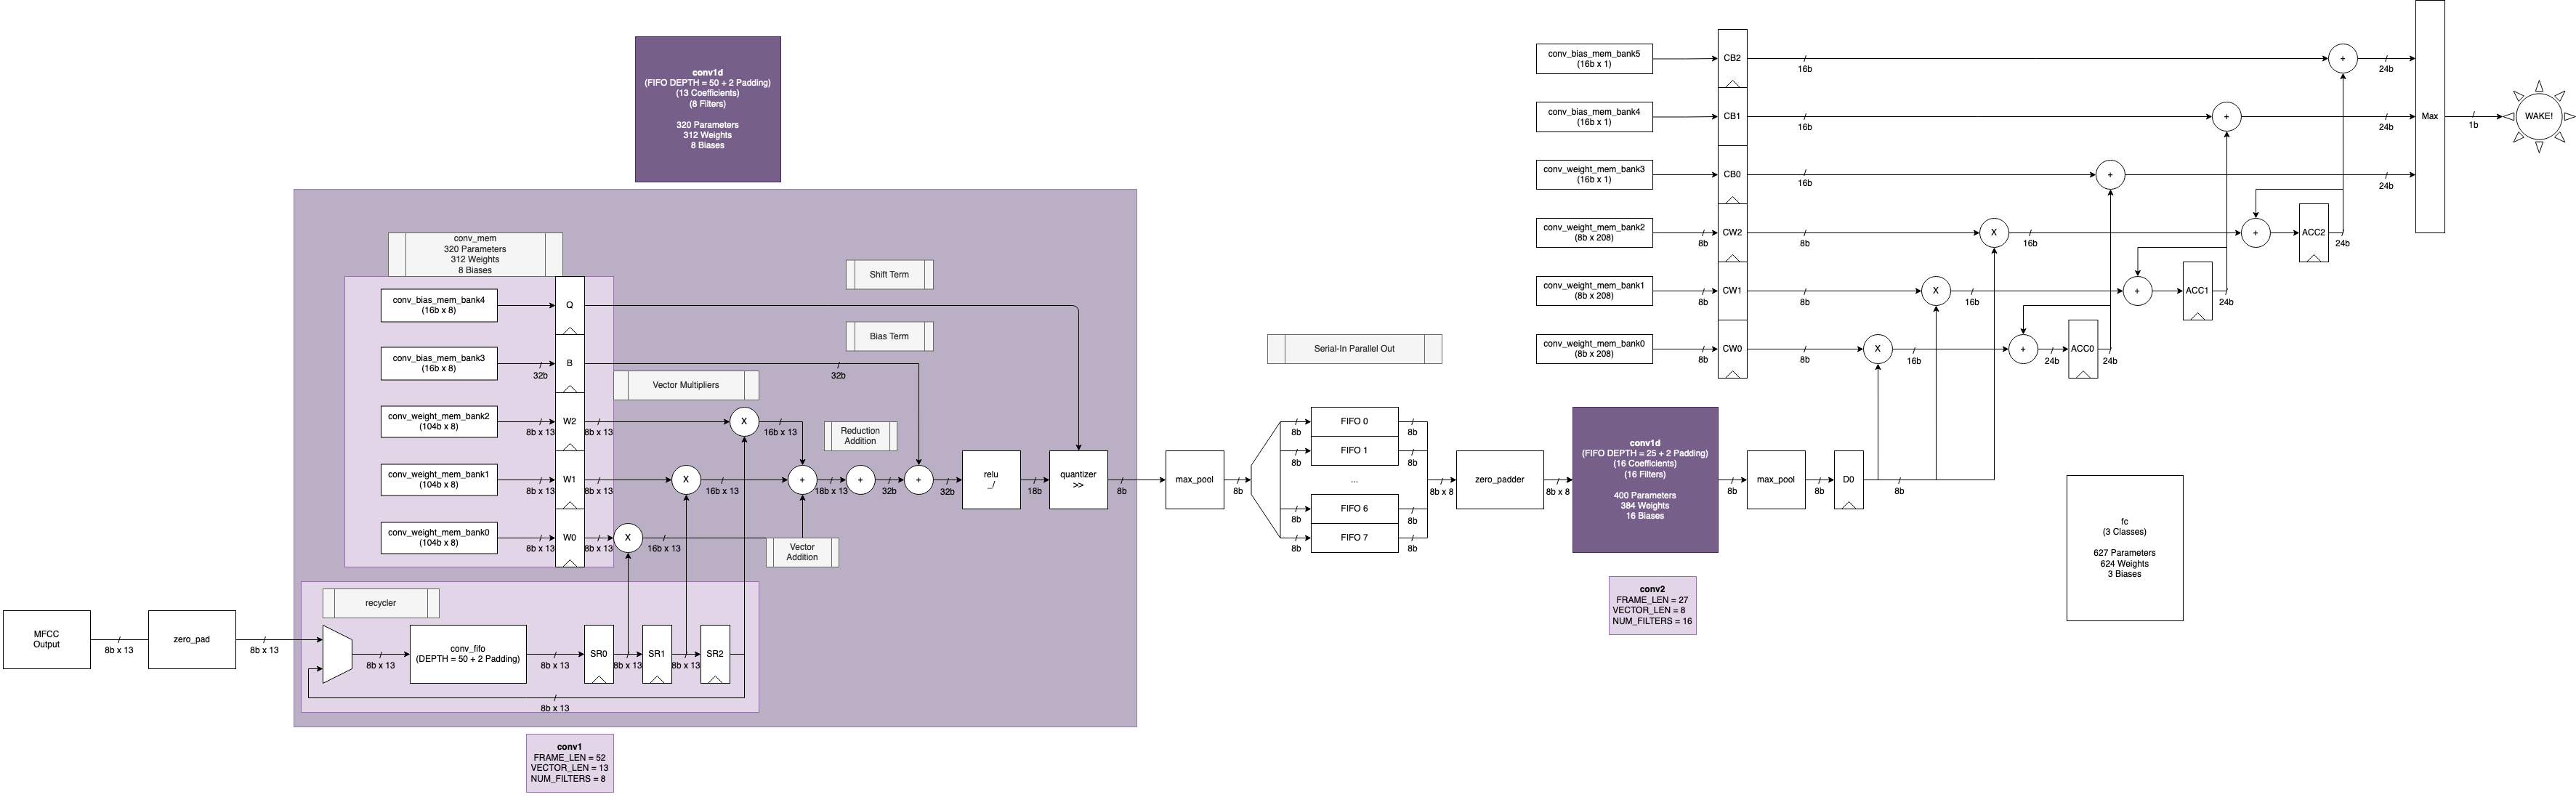 conv1d
(FIFO DEPTH = 50 + 2 Padding)
(13 Coefficients)
(8 Filters)
320 Parameters
312 Weights
8 Biases
conv_mem
320 Parameters
312 Weights
8 Biases
conv_bias_mem_bank4
(16b x 8)
Q
Shift Term
conv_bias_mem_bank3
(16b x 8)
32b
B
Bias Term
32b
Vector Multipliers
conv_weight_mem_bank2
(104b x 8)
8b x 13
W2
8b x 13
X
16b x 13
Reduction
Addition
conv_weight_mem_bank1
(104b x 8)
8b x 13
W1
8b x 13
X
16b x 13
+
18b x 13
+
32b
+
32b
relu
_/
18b
quantizer
>>
8b
conv_weight_mem_bank0
(104b x 8)
8b x 13
W0
8b x 13
X
16b x 13
Vector
Addition
recycler
MFCC
Output
8b x 13
zero_pad
8b x 13
8b x 13
conv_fifo
(DEPTH = 50 + 2 Padding)
8b x 13
SR0
8b x 13
SR1
8b x 13
SR2
8b x 13
conv1
FRAME_LEN = 52
VECTOR_LEN = 13
NUM_FILTERS = 8
max_pool
8b
Serial-In Parallel Out
8b
FIFO 0
8b
8b
FIFO 1
8b
...
8b
FIFO 6
8b
8b
FIFO 7
8b
8b x 8
zero_padder
8b x 8
conv1d
(FIFO DEPTH = 25 + 2 Padding)
(16 Coefficients)
(16 Filters)
400 Parameters
384 Weights
16 Biases
conv2
FRAME_LEN = 27
VECTOR_LEN = 8
NUM_FILTERS = 16
8b
max_pool
8b
D0
8b
conv_bias_mem_bank5
(16b x 1)
CB2
16b
+
24b
conv_bias_mem_bank4
(16b x 1)
CB1
16b
+
24b
conv_weight_mem_bank3
(16b x 1)
CB0
16b
+
24b
conv_weight_mem_bank2
(8b x 208)
8b
CW2
8b
X
16b
+
ACC2
24b
conv_weight_mem_bank1
(8b x 208)
8b
CW1
8b
X
16b
+
ACC1
24b
conv_weight_mem_bank0
(8b x 208)
8b
CW0
8b
X
16b
+
24b
ACC0
24b
Max
1b
WAKE!
fc
(3 Classes)
627 Parameters
624 Weights
3 Biases